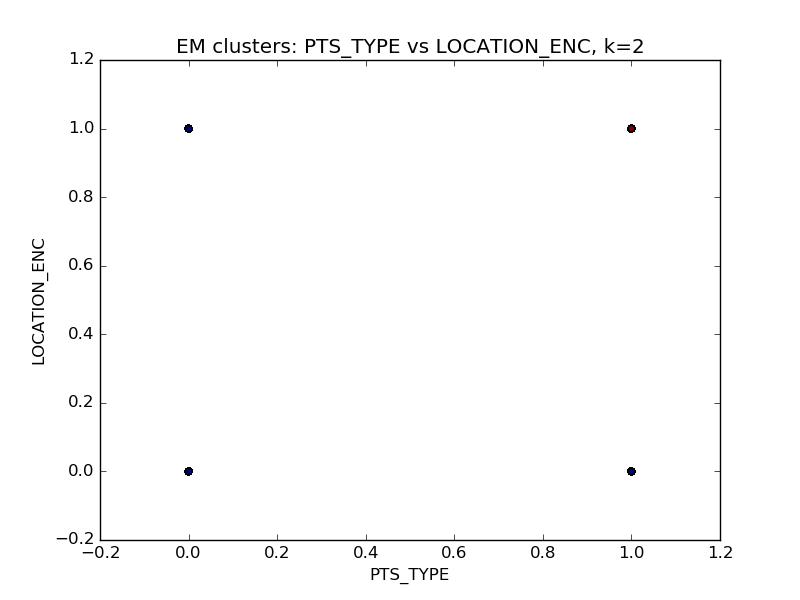 EM clusters: PTS_TYPE vs LOCATION_ENC, k=2
1.2
1.0
0.8
0.6
0.4
0.2
0.0
−0.2
LOCATION_ENC
−0.2 0.0 0.2 0.4 0.6 0.8 1.0 1.2
PTS_TYPE